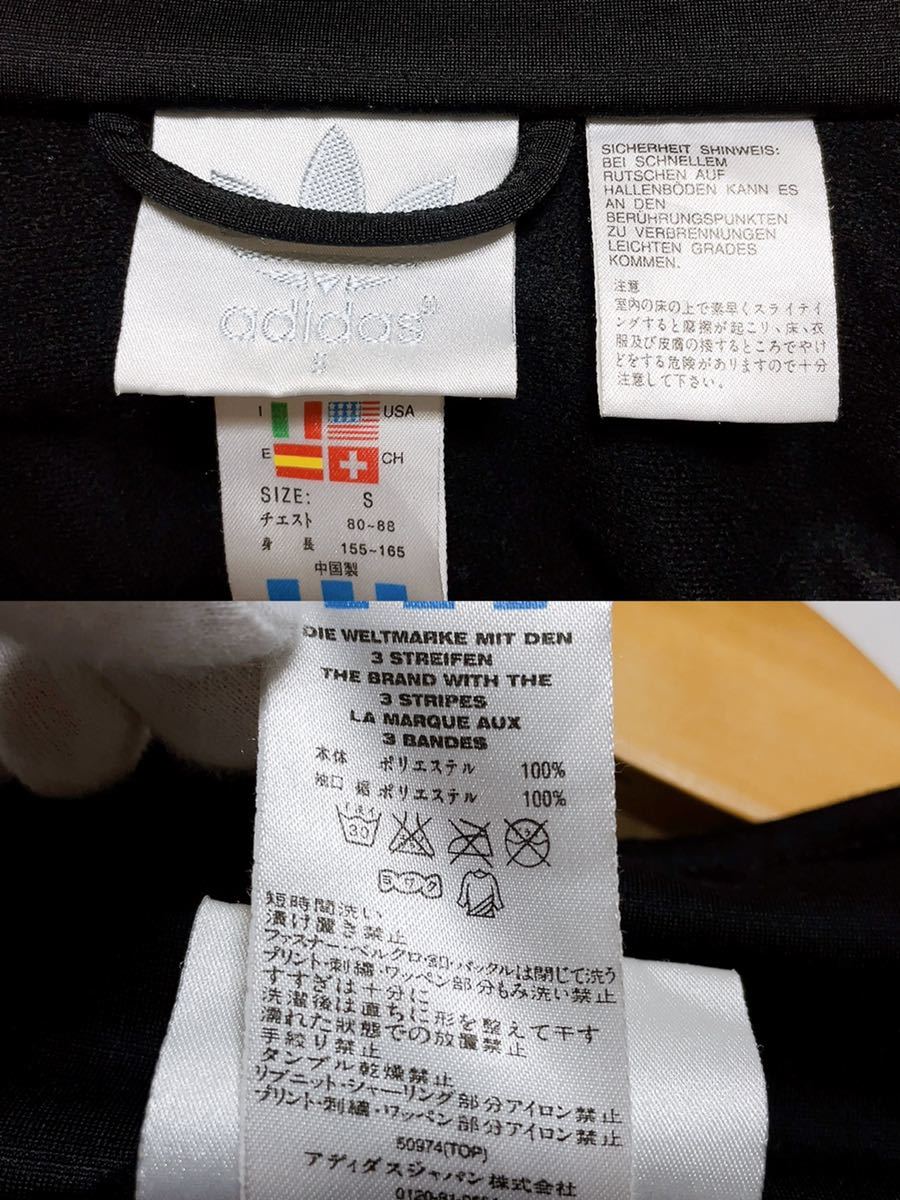 adidas®
S
SICHERHEIT SHINWEIS:
BEI SCHNELLEM
RUTSCHEN AUF
HALLENBÖDEN KANN ES
AN DEN
BERÜHRUNGSPUNKTEN
ZU VERBRENNUNGEN
LEICHTEN GRADES
KOMMEN.
注意
室内の床の上で素早くスライテイ
ングすると磨擦が起こり、床、衣
服及び皮膚の接するところでやけ
どをする危険がありますので十分
注意して下さい。
I USA
E CH
SIZE: S
チエスト 80~88
身長 155~165
中国製
DIE WELTMARKE MIT DEN
3 STREIFEN
THE BRAND WITH THE
3 STRIPES
LA MARQUE AUX
3 BANDES
本体 ポリエステル 100%
袖口 裾 ポリエステル 100%
30
短時間洗い
漬け置き禁止
ファスナー・ベルクロ・釦・バックルは閉じて洗う
プリント・刺繍・ワッペン部分もみ洗い禁止
すすぎは十分に
洗濯後は直ちに形を整えて干す
濡れた状態での放置禁止
手絞り禁止
タンブル乾燥禁止
リブニット・シャーリング部分アイロン禁止
プリント・刺繍・ワッペン部分アイロン禁止
50974(TOP)
アディダスジャパン株式会社